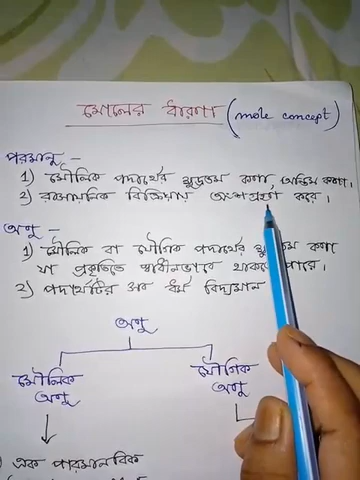 মোলের ধারণা (mole concept)
পরমাণু —
1) মৌলিক পদার্থের ক্ষুদ্রতম কণা, অন্তিম কণা।
2) রাসায়নিক বিক্রিয়ায় অংশগ্রহণ করে।
অণু —
1) মৌলিক বা যৌগিক পদার্থের ক্ষুদ্রতম কণা
যা প্রকৃতিতে স্বাধীনভাবে থাকতে পারে।
2) পদার্থটির সব ধর্ম বিদ্যমান
অণু
মৌলিক অণু
যৌগিক অণু
এক পারমানবিক